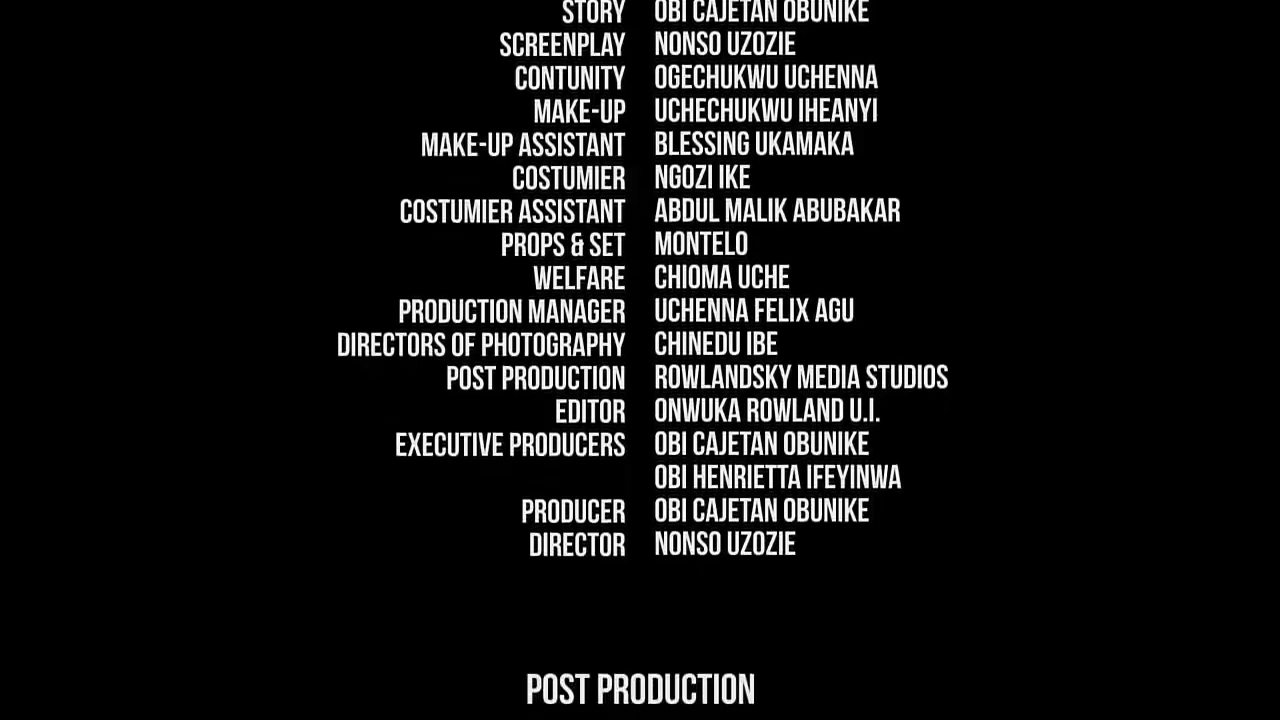 STORY OBI CAJETAN OBUNIKE
SCREENPLAY NONSO UZOZIE
CONTUNITY OGECHUKWU UCHENNA
MAKE-UP UCHECHUKWU IHEANYI
MAKE-UP ASSISTANT BLESSING UKAMAKA
COSTUMIER NGOZI IKE
COSTUMIER ASSISTANT ABDUL MALIK ABUBAKAR
PROPS & SET MONTELO
WELFARE CHIOMA UCHE
PRODUCTION MANAGER UCHENNA FELIX AGU
DIRECTORS OF PHOTOGRAPHY CHINEDU IBE
POST PRODUCTION ROWLANDSKY MEDIA STUDIOS
EDITOR ONWUKA ROWLAND U.I.
EXECUTIVE PRODUCERS OBI CAJETAN OBUNIKE
OBI HENRIETTA IFEYINWA
PRODUCER OBI CAJETAN OBUNIKE
DIRECTOR NONSO UZOZIE
POST PRODUCTION